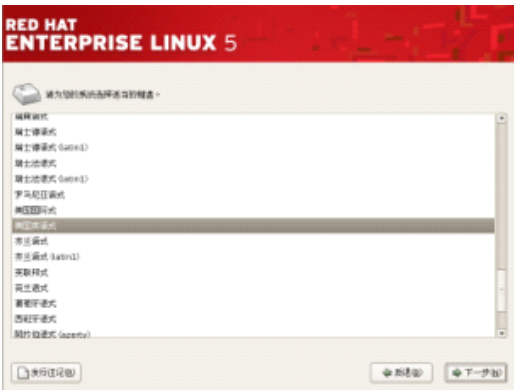 RED HAT
ENTERPRISE LINUX 5
请为您的系统选择适当的键盘。
瑞士德语式
瑞士德语式 (latin1)
瑞士法语式
瑞士法语式 (latin1)
罗马尼亚语式
美国国际式
美国英语式
芬兰语式
芬兰语式 (latin1)
英联邦式
荷兰语式
葡萄牙语式
西班牙语式
阿拉伯语式 (azerty)
发行注记(R)
后退(B)
下一步(N)